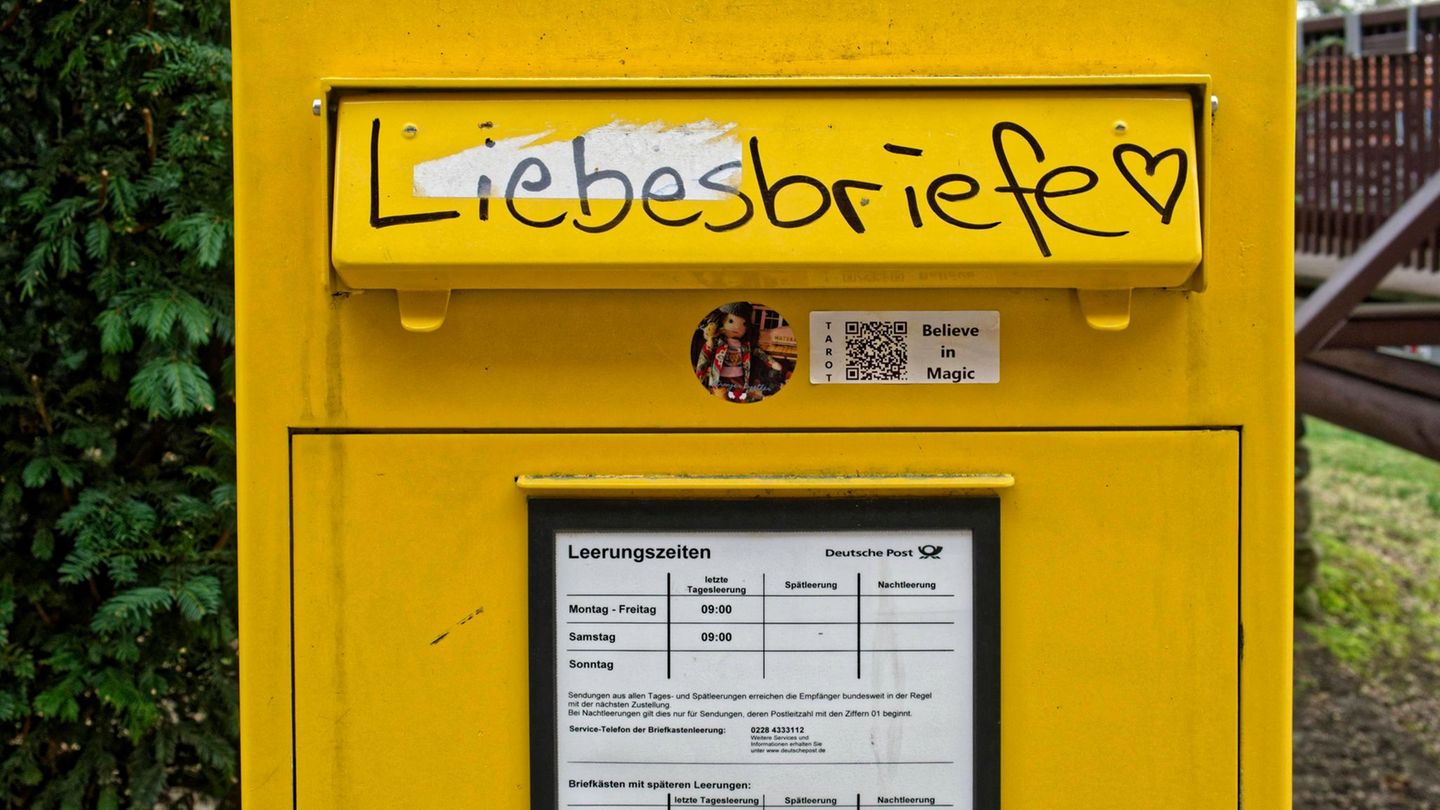 Liebesbriefe
TAROT
Believe
in
Magic
Leerungszeiten
Deutsche Post
letzte
Tagesleerung
Spätleerung
Nachtleerung
Montag - Freitag 09:00
Samstag 09:00 -
Sonntag
Sendungen aus allen Tages- und Spätleerungen erreichen die Empfänger bundesweit in der Regel
mit der nächsten Zustellung.
Bei Nachtleerungen gilt dies nur für Sendungen, deren Postleitzahl mit den Ziffern 01 beginnt.
Service-Telefon der Briefkastenleerung: 0228 4333112
Weitere Services und
Informationen erhalten Sie
unter www.deutschepost.de
Briefkästen mit späteren Leerungen:
letzte Tagesleerung Spätleerung Nachtleerung